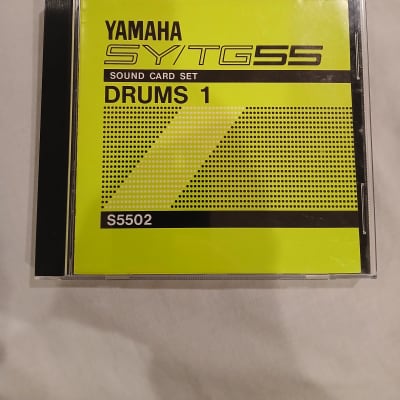 YAMAHA
SY/TG55
SOUND CARD SET
DRUMS 1
S5502